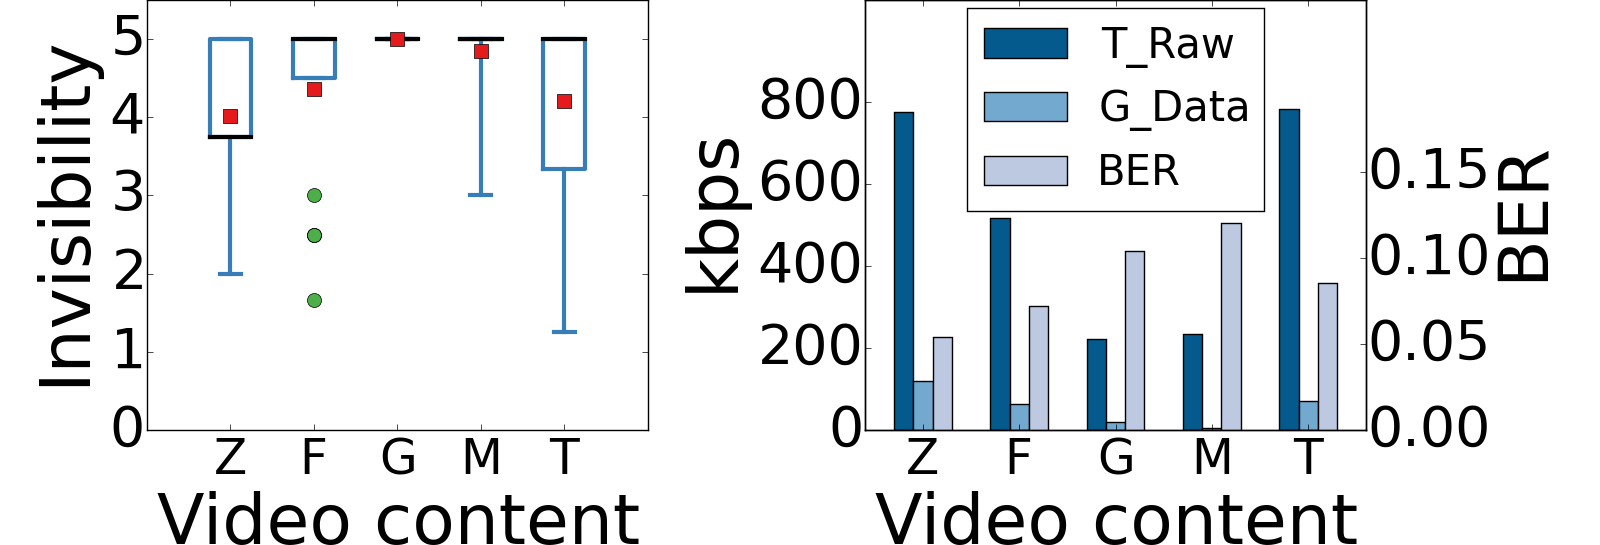 Invisibility
5
4
3
2
1
0
Z F G M T
Video content
kbps
800
600
400
200
0
T_Raw
G_Data
BER
0.15
0.10
0.05
0.00
BER
Z F G M T
Video content